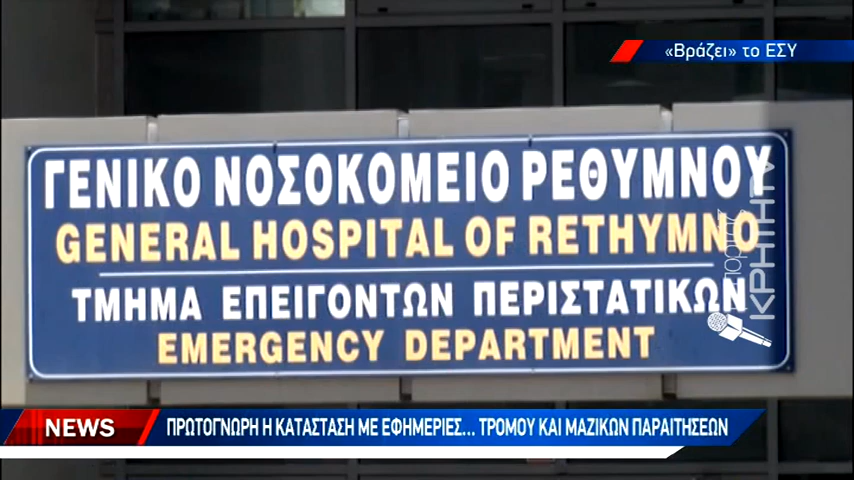 «Βράζει» το ΕΣΥ
ΓΕΝΙΚΟ ΝΟΣΟΚΟΜΕΙΟ ΡΕΘΥΜΝΟΥ
GENERAL HOSPITAL OF RETHYMNO
ΤΜΗΜΑ ΕΠΕΙΓΟΝΤΩΝ ΠΕΡΙΣΤΑΤΙΚΩΝ
EMERGENCY DEPARTMENT
ΚΡΗΤΗTV
NEWS
ΠΡΩΤΟΓΝΩΡΗ Η ΚΑΤΑΣΤΑΣΗ ΜΕ ΕΦΗΜΕΡΙΕΣ... ΤΡΟΜΟΥ ΚΑΙ ΜΑΖΙΚΩΝ ΠΑΡΑΙΤΗΣΕΩΝ